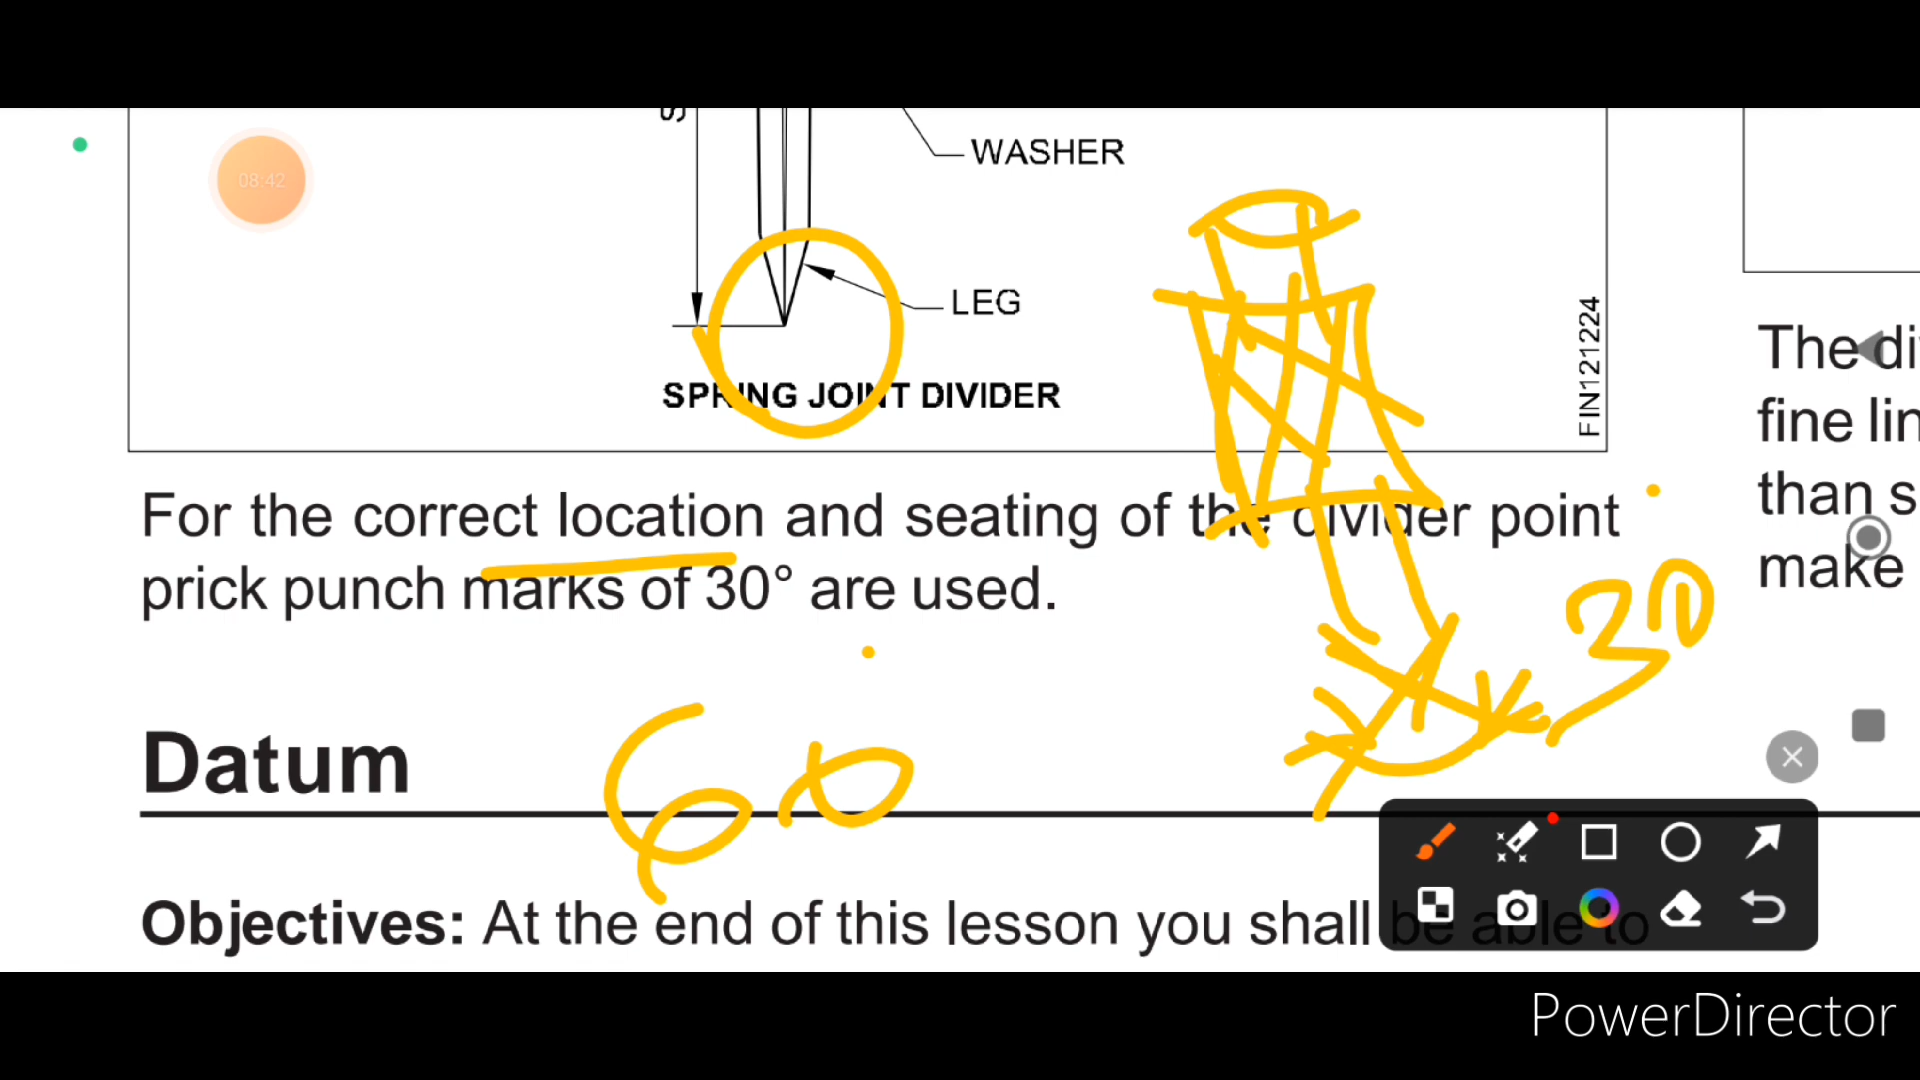 08:42
WASHER
LEG
SPRING JOINT DIVIDER
FIN121224
For the correct location and seating of the divider point
prick punch marks of 30° are used.
30
60
Datum
Objectives: At the end of this lesson you shall be able to
The di
fine lin
than s
make
PowerDirector